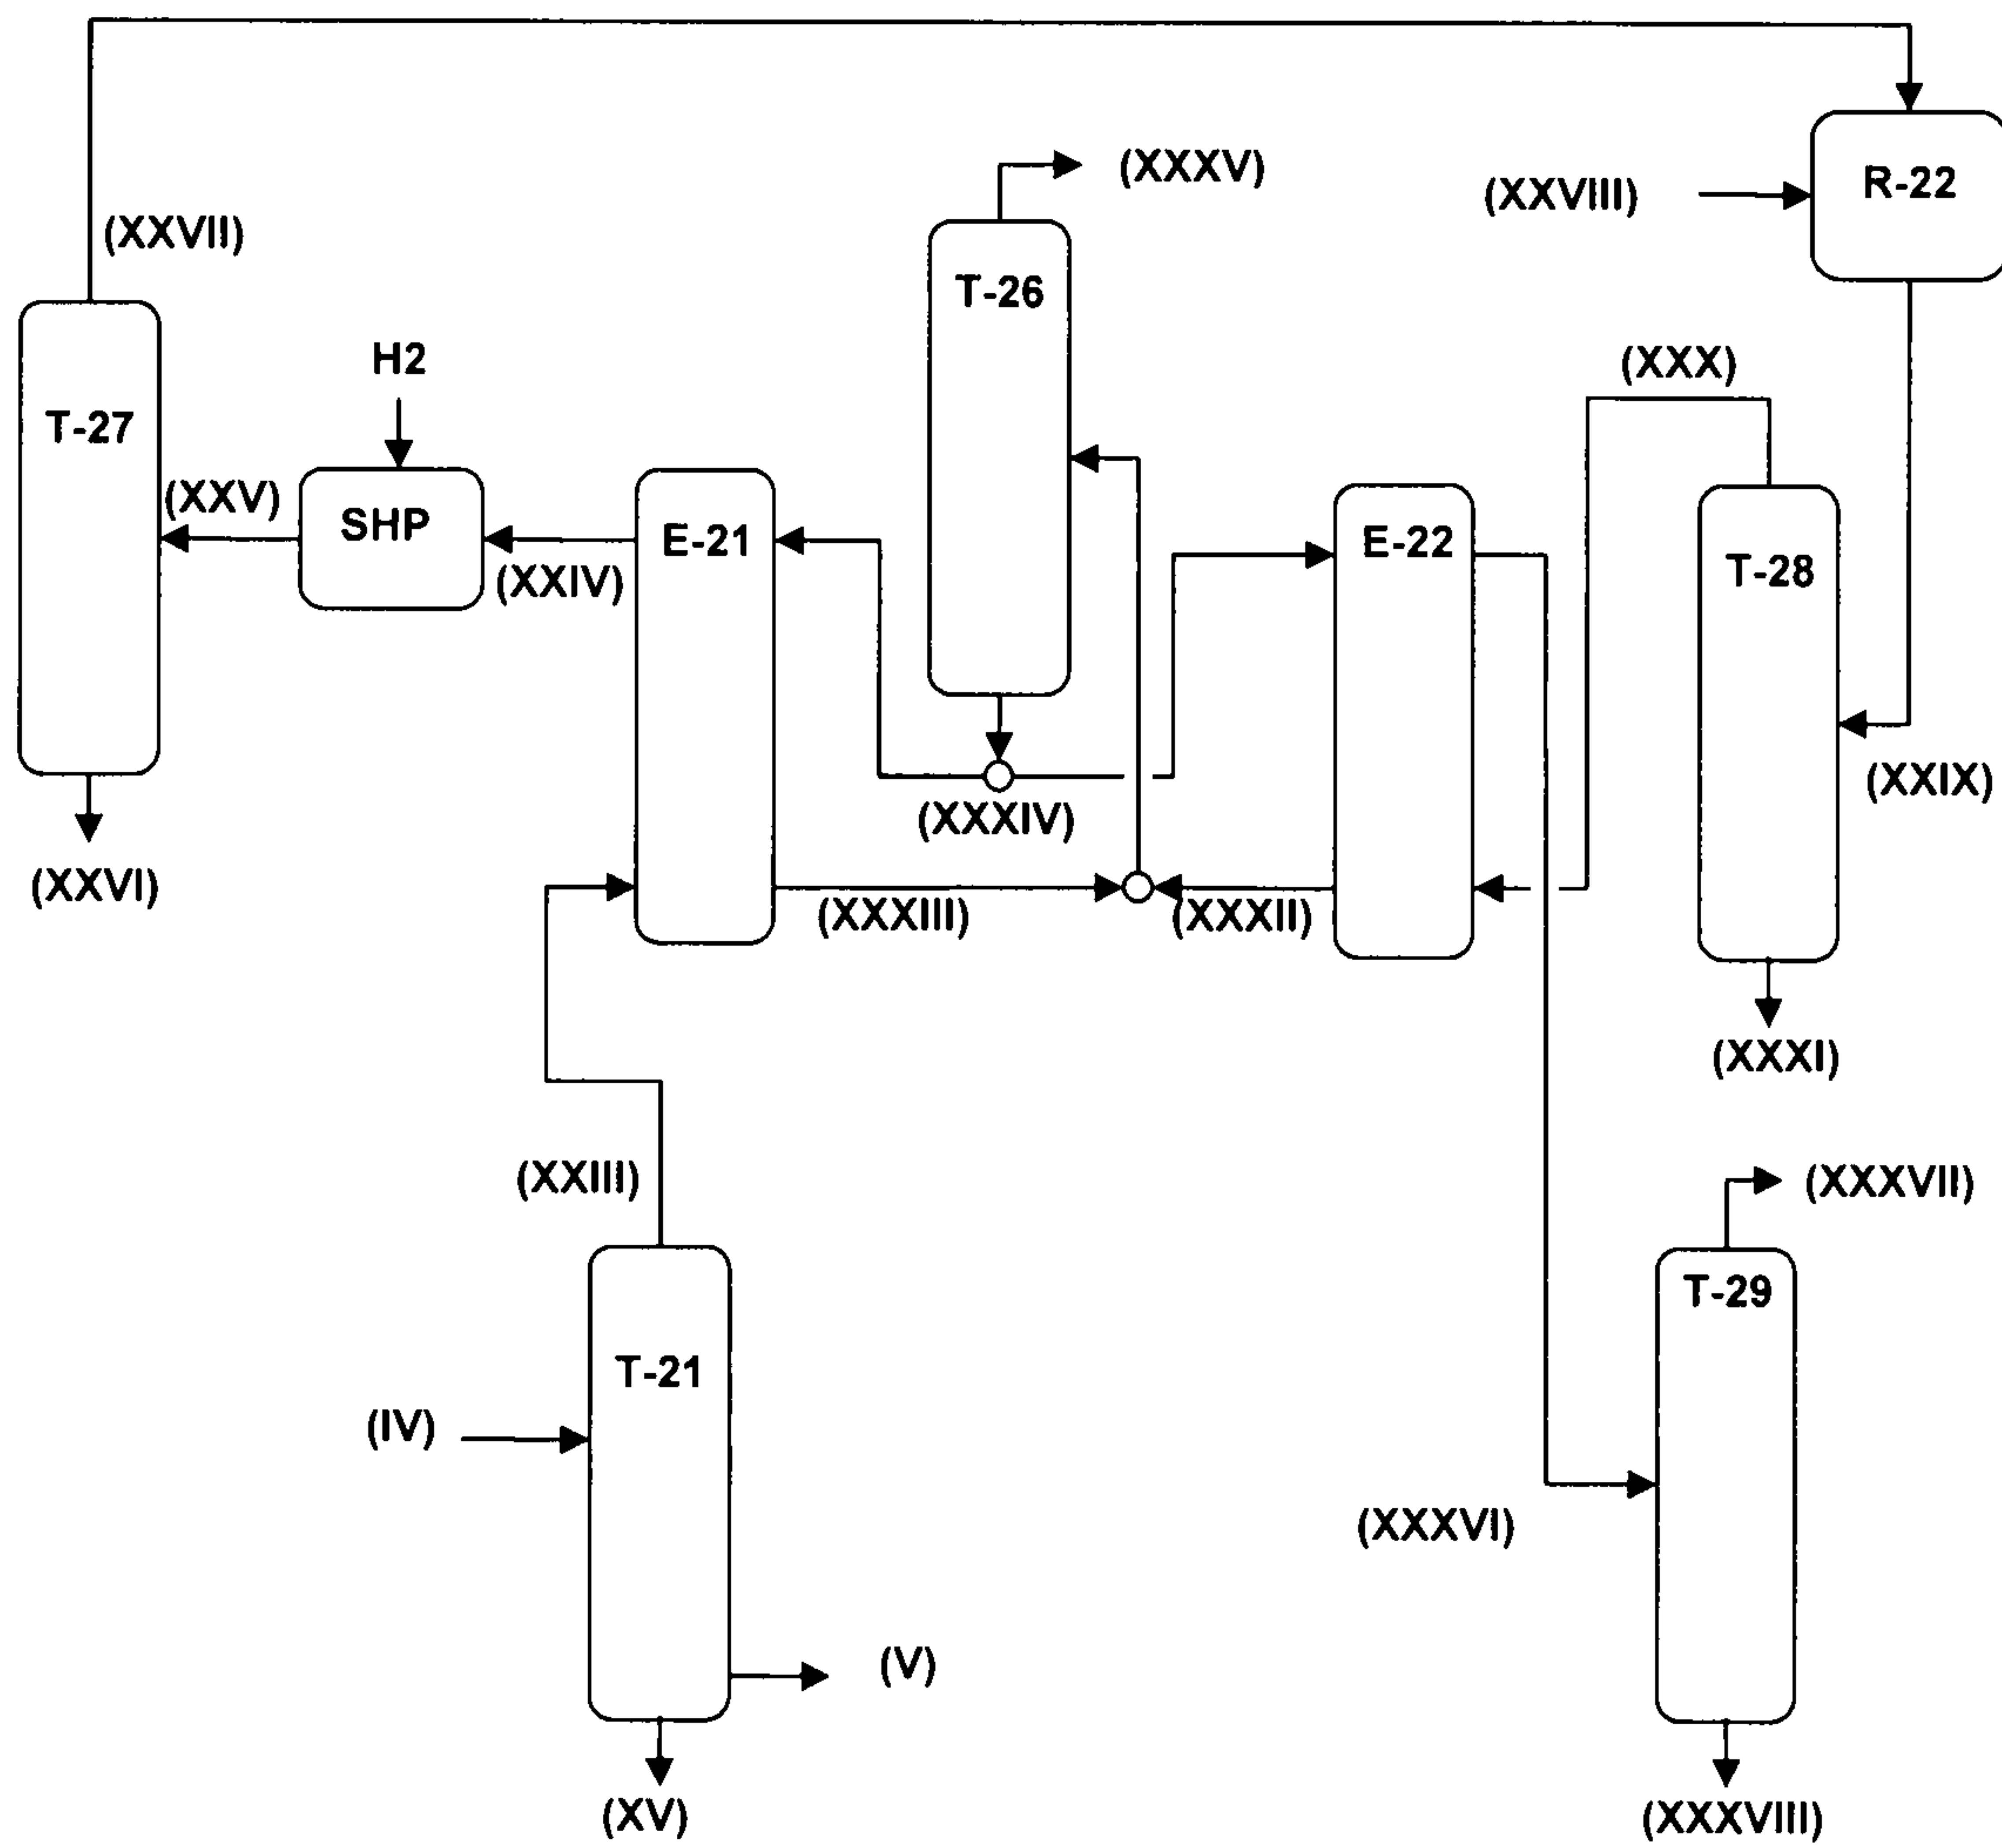 (XXXV)
R-22
(XXVIII)
(XXVII)
T-26
H2
(XXX)
T-27
(XXV)
SHP
E-21
E-22
T-28
(XXIV)
(XXXIV)
(XXIX)
(XXVI)
(XXXIII)
(XXXII)
(XXXI)
(XXIII)
(XXXVII)
T-29
T-21
(IV)
(XXXVI)
(V)
(XV)
(XXXVIII)